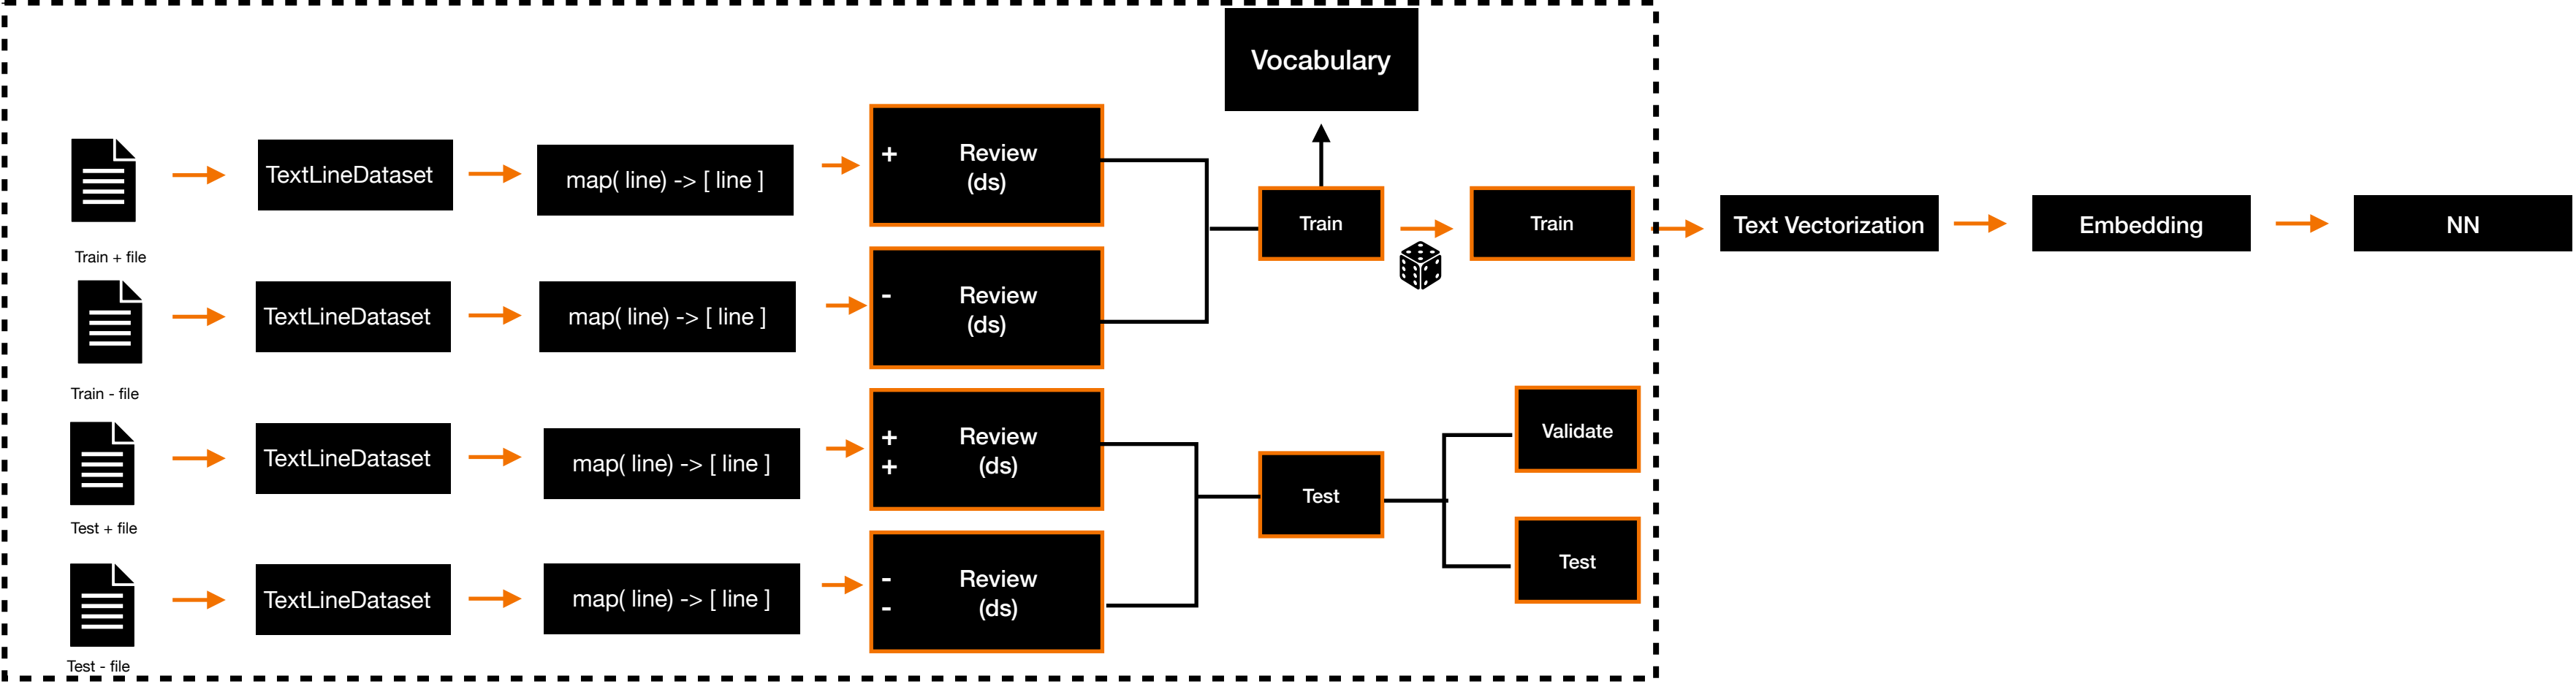 Vocabulary
TextLineDataset
map( line) -> [ line ]
+ Review
(ds)
Train + file
Train
Train
Text Vectorization
Embedding
NN
TextLineDataset
map( line) -> [ line ]
- Review
(ds)
Train - file
TextLineDataset
map( line) -> [ line ]
+ Review
+ (ds)
Test + file
Test
Validate
Test
TextLineDataset
map( line) -> [ line ]
- Review
- (ds)
Test - file